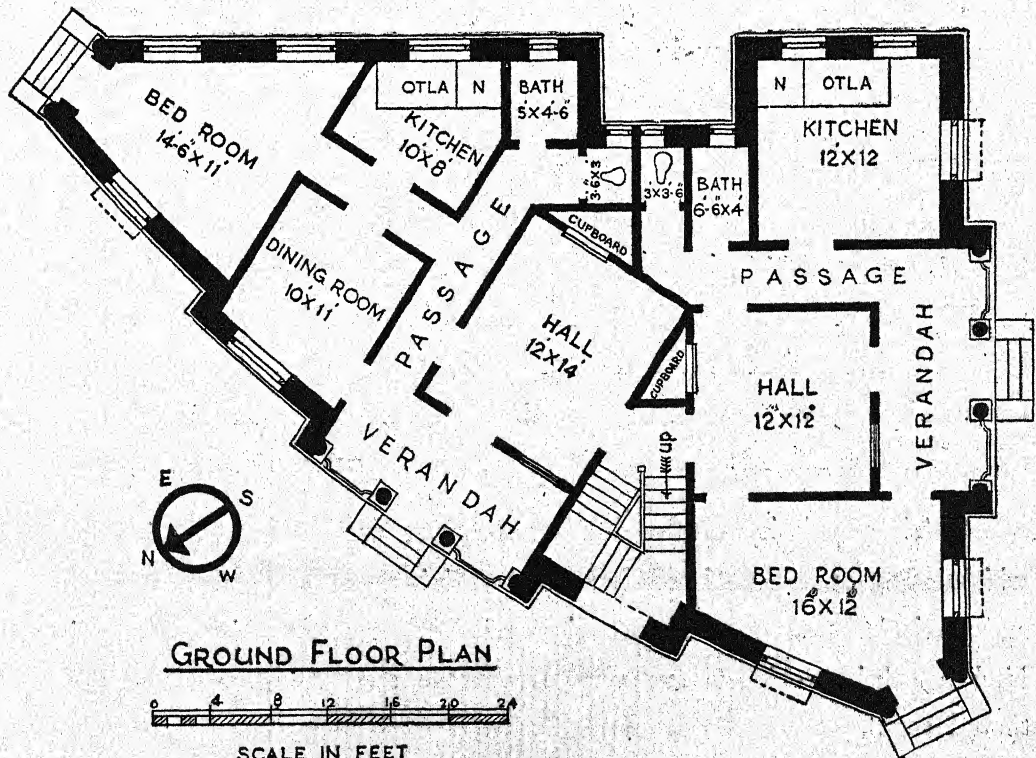 BED ROOM
14-6"X11
OTLA N
KITCHEN
10X8
BATH
5X4-6"
3-6"X3
3X3-6"
BATH
6-6"X4
N OTLA
KITCHEN
12X12
DINING ROOM
10X11
PASSAGE
CUPBOARD
HALL
12X14
PASSAGE
CUPBOARD
HALL
12X12
VERANDAH
VERANDAH
UP
BED ROOM
16X12
E S
N W
GROUND FLOOR PLAN
0 4 8 12 16 20 24
SCALE IN FEET